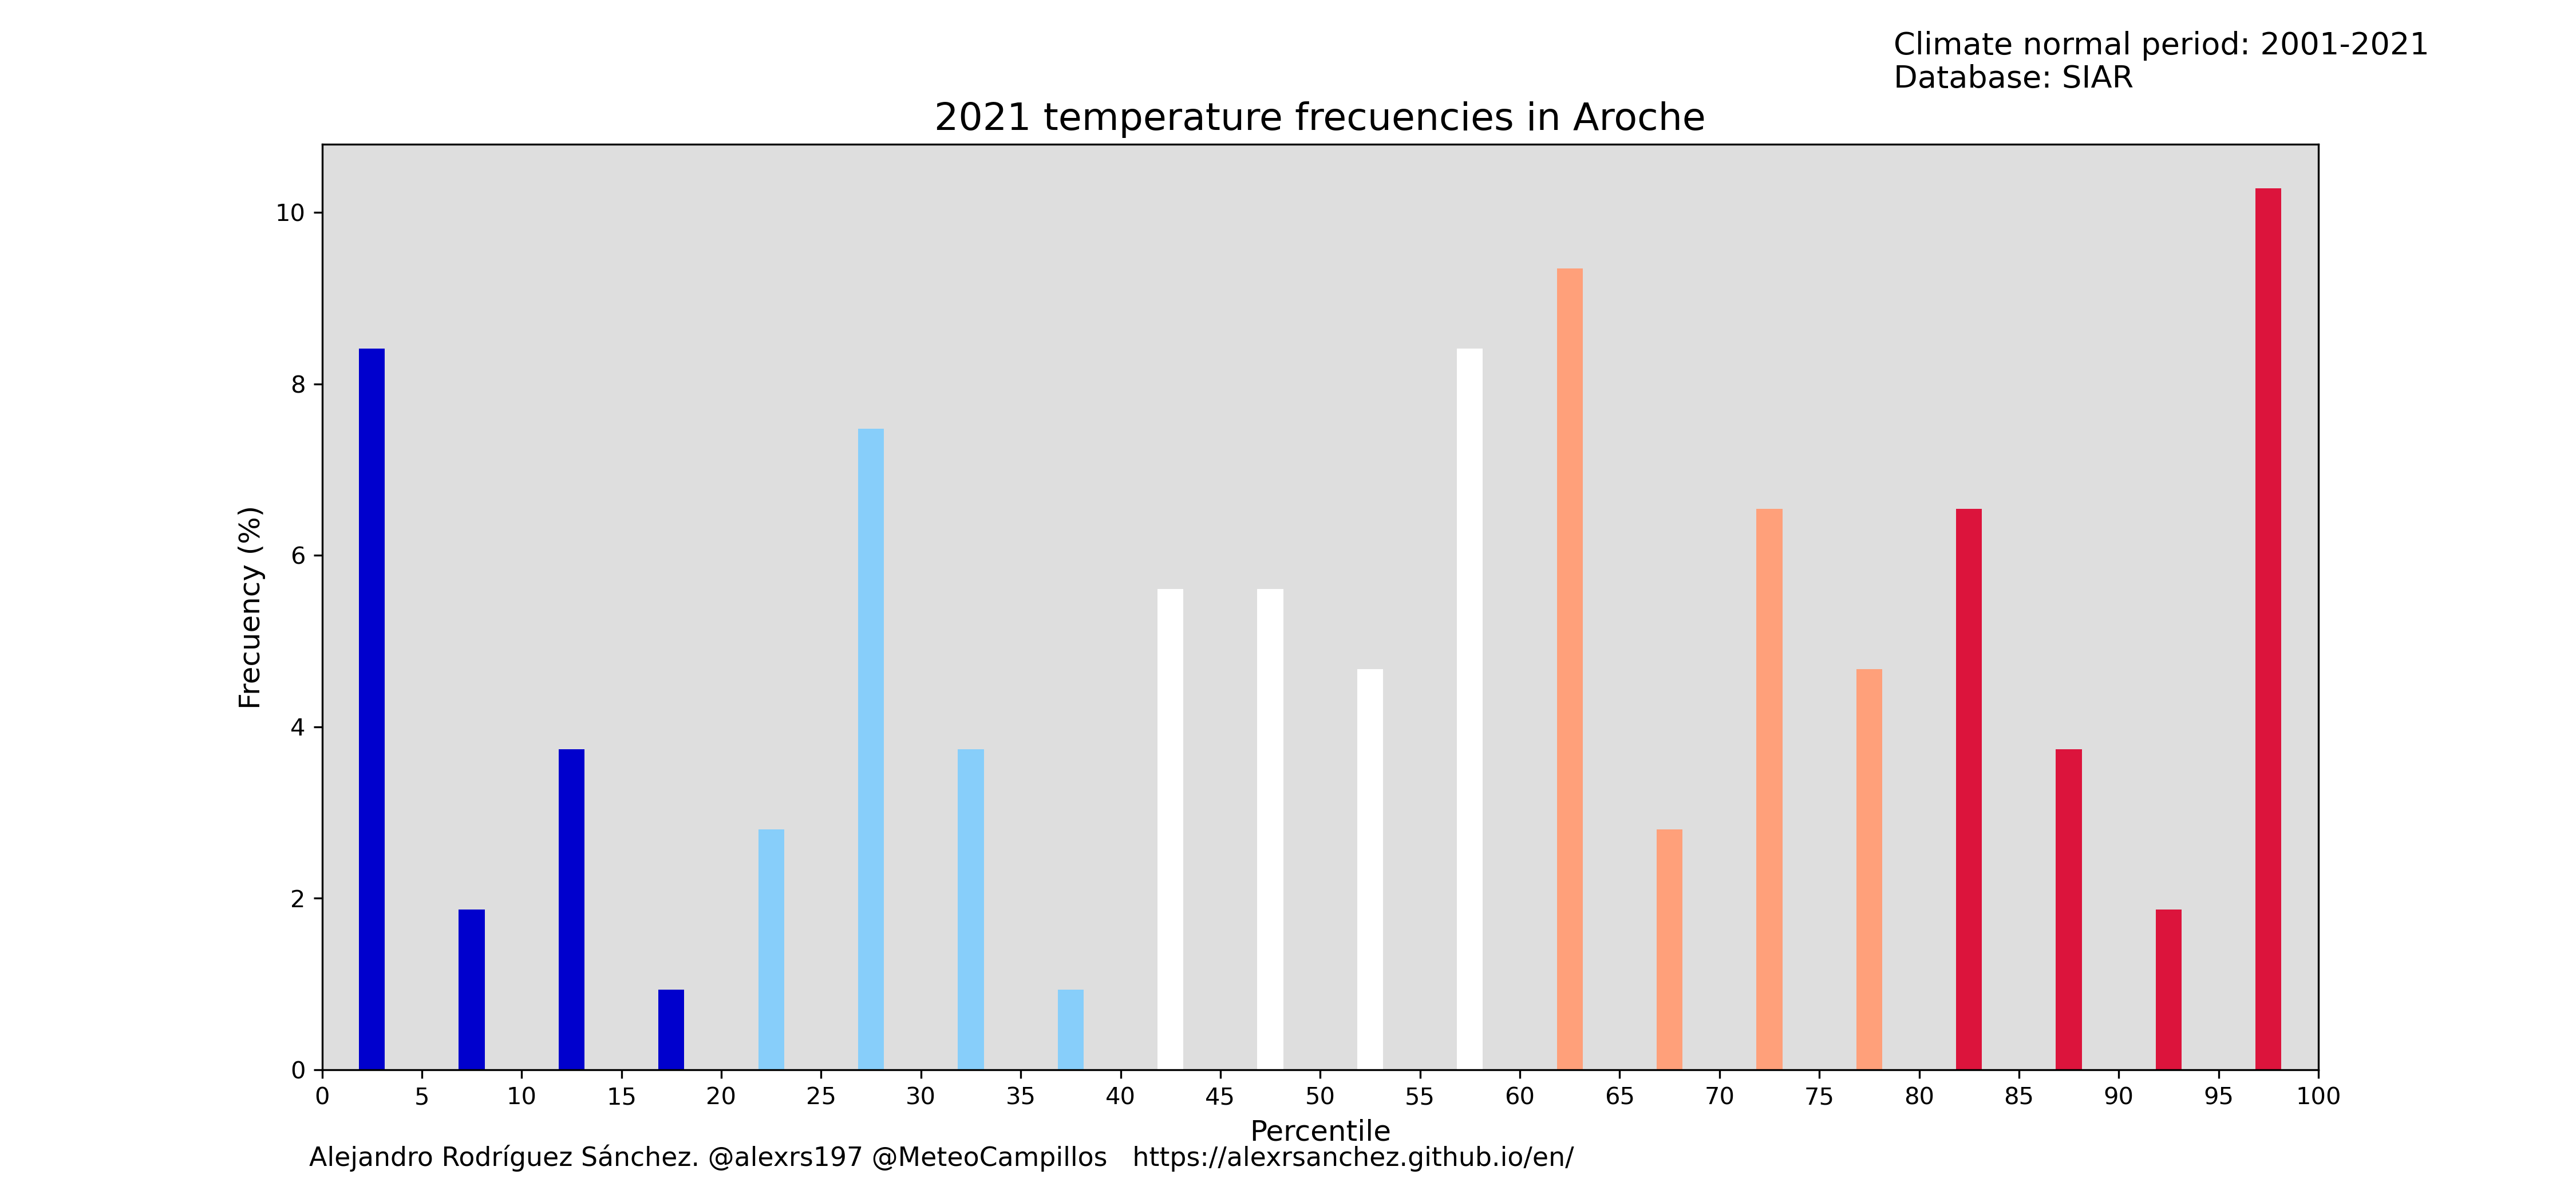 Climate normal period: 2001-2021
Database: SIAR
2021 temperature frecuencies in Aroche
10
8
6
4
2
0
Frecuency (%)
0 5 10 15 20 25 30 35 40 45 50 55 60 65 70 75 80 85 90 95 100
Percentile
Alejandro Rodríguez Sánchez. @alexrs197 @MeteoCampillos https://alexrsanchez.github.io/en/